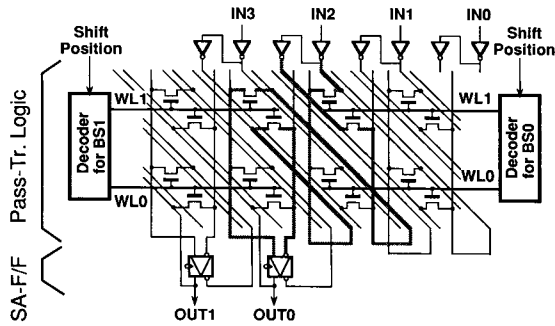 IN3 IN2 IN1 IN0
Shift
Position
Shift
Position
Pass-Tr. Logic
Decoder
for BS1
WL1
WL1
Decoder
for BS0
WL0
WL0
SA-F/F
OUT1 OUT0